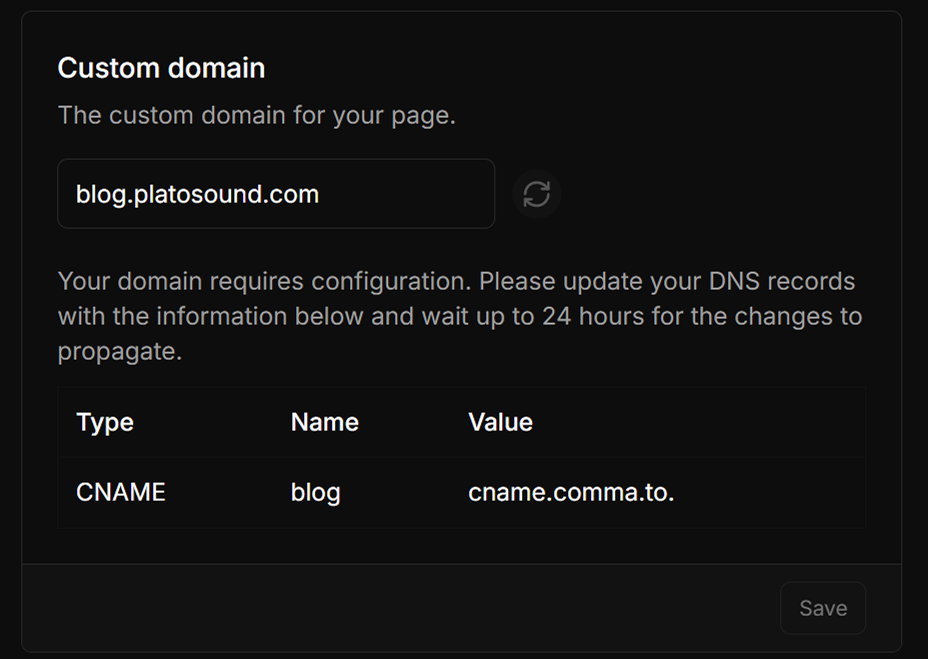 Custom domain
The custom domain for your page.
blog.platosound.com
Your domain requires configuration. Please update your DNS records
with the information below and wait up to 24 hours for the changes to
propagate.
Type Name Value
CNAME blog cname.comma.to.
Save